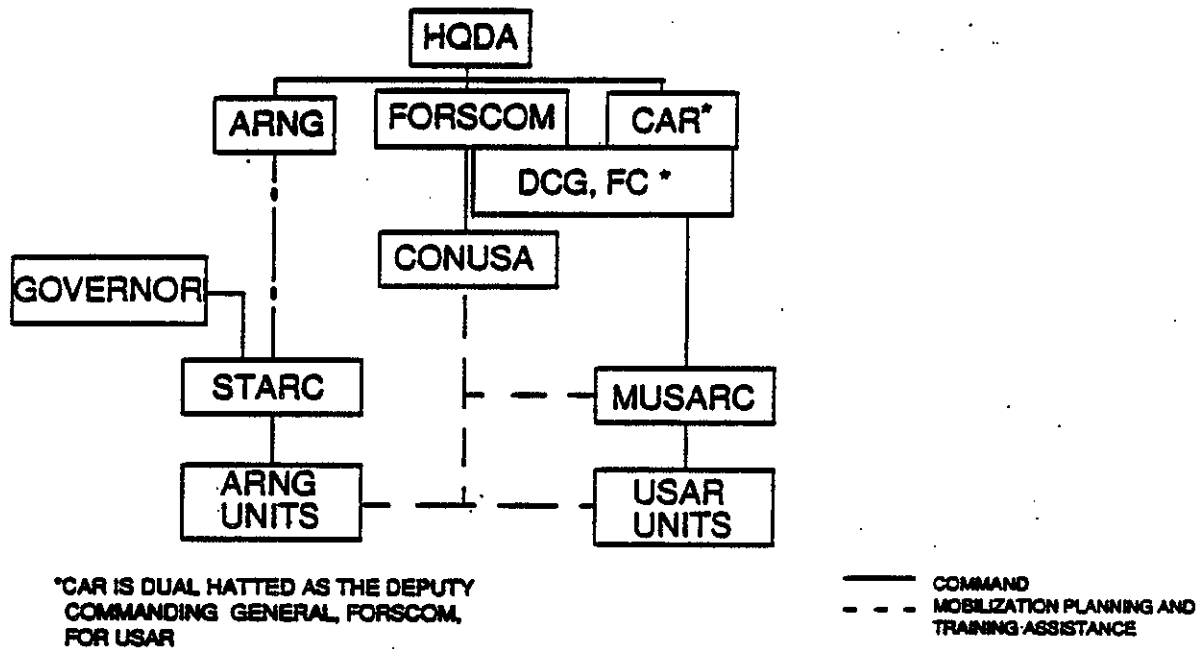 HQDA
ARNG
FORSCOM
CAR*
DCG, FC *
CONUSA
GOVERNOR
STARC
MUSARC
ARNG
UNITS
USAR
UNITS
*CAR IS DUAL HATTED AS THE DEPUTY
COMMANDING GENERAL, FORSCOM,
FOR USAR
COMMAND
MOBILIZATION PLANNING AND
TRAINING ASSISTANCE